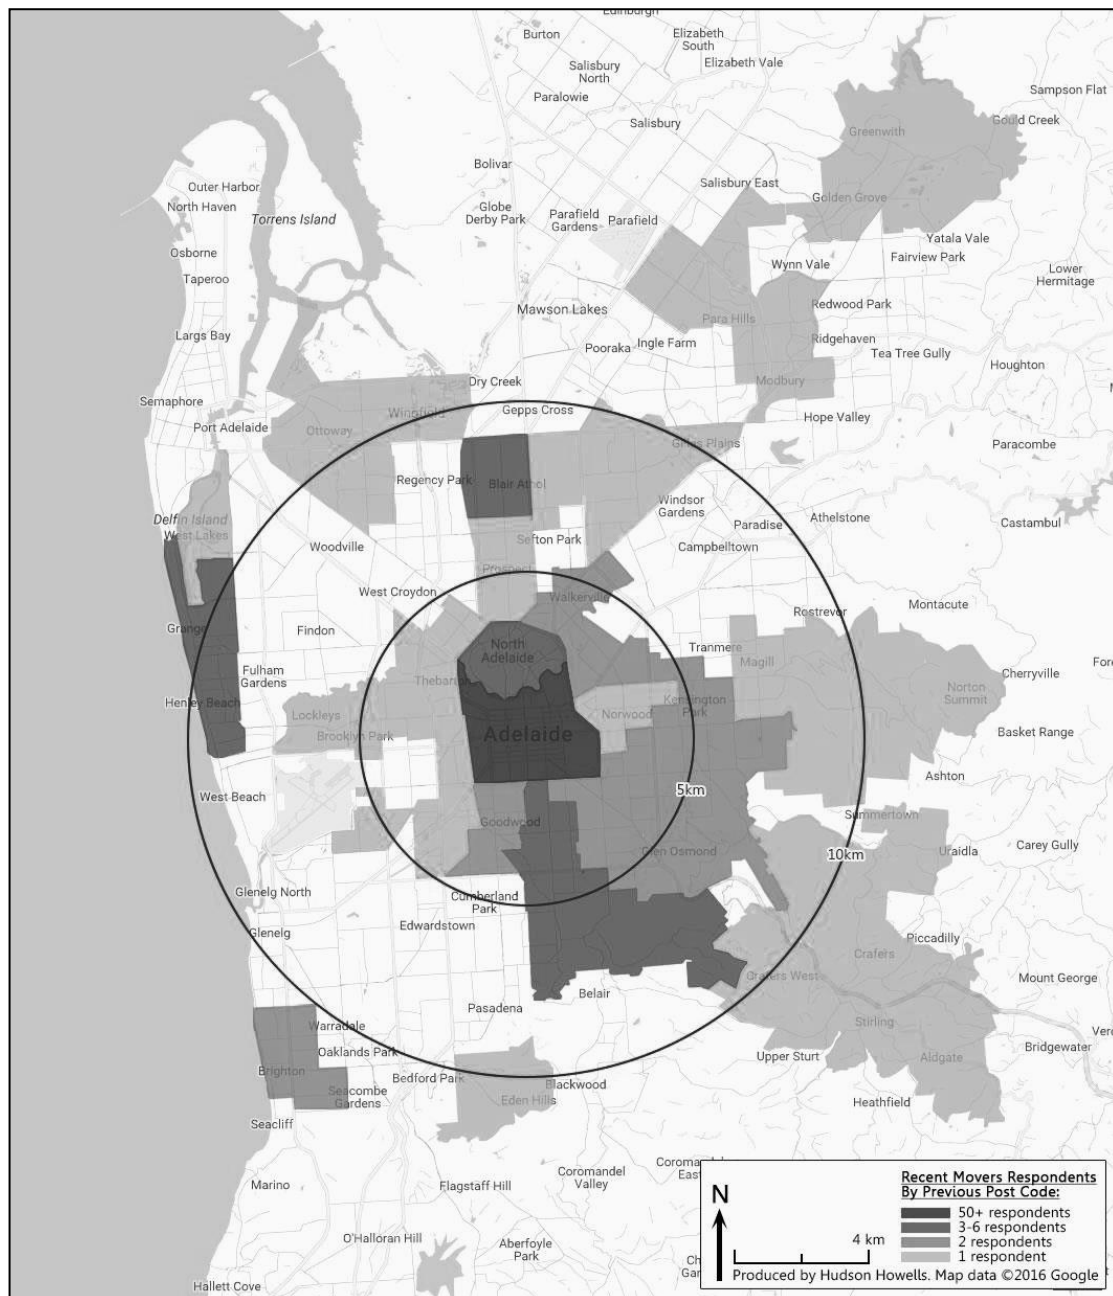 Edinburgh
Burton
Elizabeth
South
Elizabeth Vale
Salisbury
North
Sampson Flat
Paralowie
Salisbury
Gould Creek
Greenwith
Bolivar
Salisbury East
Outer Harbor
North Haven
Globe
Derby Park
Parafield
Gardens
Parafield
Golden Grove
Torrens Island
Osborne
Yatala Vale
Fairview Park
Wynn Vale
Lower
Hermitage
Taperoo
Mawson Lakes
Redwood Park
Para Hills
Largs Bay
Ingle Farm
Ridgehaven
Pooraka
Tea Tree Gully
Houghton
Dry Creek
Modbury
Semaphore
Wingfield
Gepps Cross
Hope Valley
Port Adelaide
Ottoway
Gilles Plains
Paracombe
Regency Park
Blair Athol
Windsor
Gardens
Delfin Island
West Lakes
Paradise
Athelstone
Castambul
Woodville
Sefton Park
Campbelltown
Prospect
West Croydon
Walkerville
Montacute
Rostrevor
Grange
Findon
North
Adelaide
Tranmere
Magill
Cherryville
Fulham
Gardens
Thebarton
Henley Beach
Kensington
Park
Norton
Summit
Lockleys
Norwood
Brooklyn Park
Adelaide
Basket Range
Ashton
5km
West Beach
Summertown
Goodwood
Carey Gully
Glen Osmond
10km
Uraidla
Glenelg North
Cumberland
Park
Edwardstown
Glenelg
Piccadilly
Crafers
Crafers West
Mount George
Belair
Pasadena
Warradale
Stirling
Oaklands Park
Upper Sturt
Aldgate
Bridgewater
Brighton
Bedford Park
Seacombe
Gardens
Blackwood
Eden Hills
Heathfield
Seacliff
Coromandel
Valley
Marino
Flagstaff Hill
O'Halloran Hill
Aberfoyle
Park
Hallett Cove
N
4 km
Recent Movers Respondents
By Previous Post Code:
50+ respondents
3-6 respondents
2 respondents
1 respondent
Produced by Hudson Howells. Map data ©2016 Google